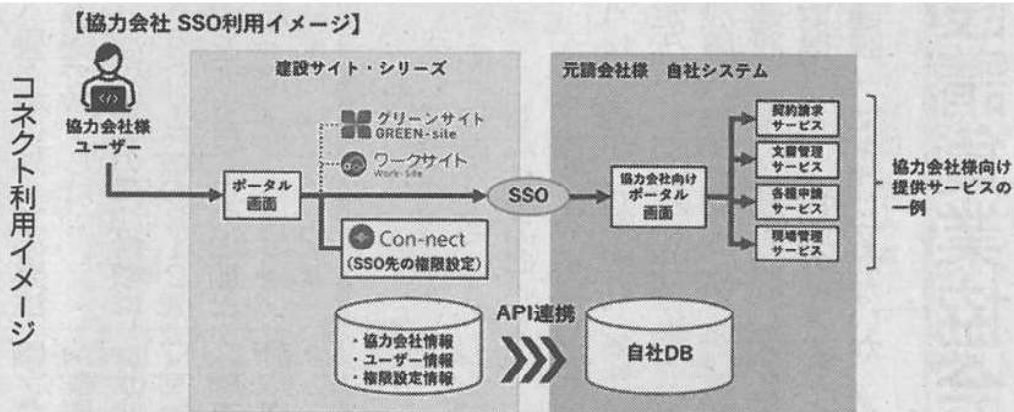 【協力会社 SSO利用イメージ】
コネクト利用イメージ
協力会社様
ユーザー
建設サイト・シリーズ
グリーンサイト
GREEN-site
ワークサイト
Work-Site
ポータル
画面
Con-nect
(SSO先の権限設定)
SSO
元請会社様 自社システム
協力会社向け
ポータル
画面
契約請求
サービス
文書管理
サービス
各種申請
サービス
現場管理
サービス
協力会社様向け
提供サービスの
一例
・協力会社情報
・ユーザー情報
・権限設定情報
API連携
自社DB